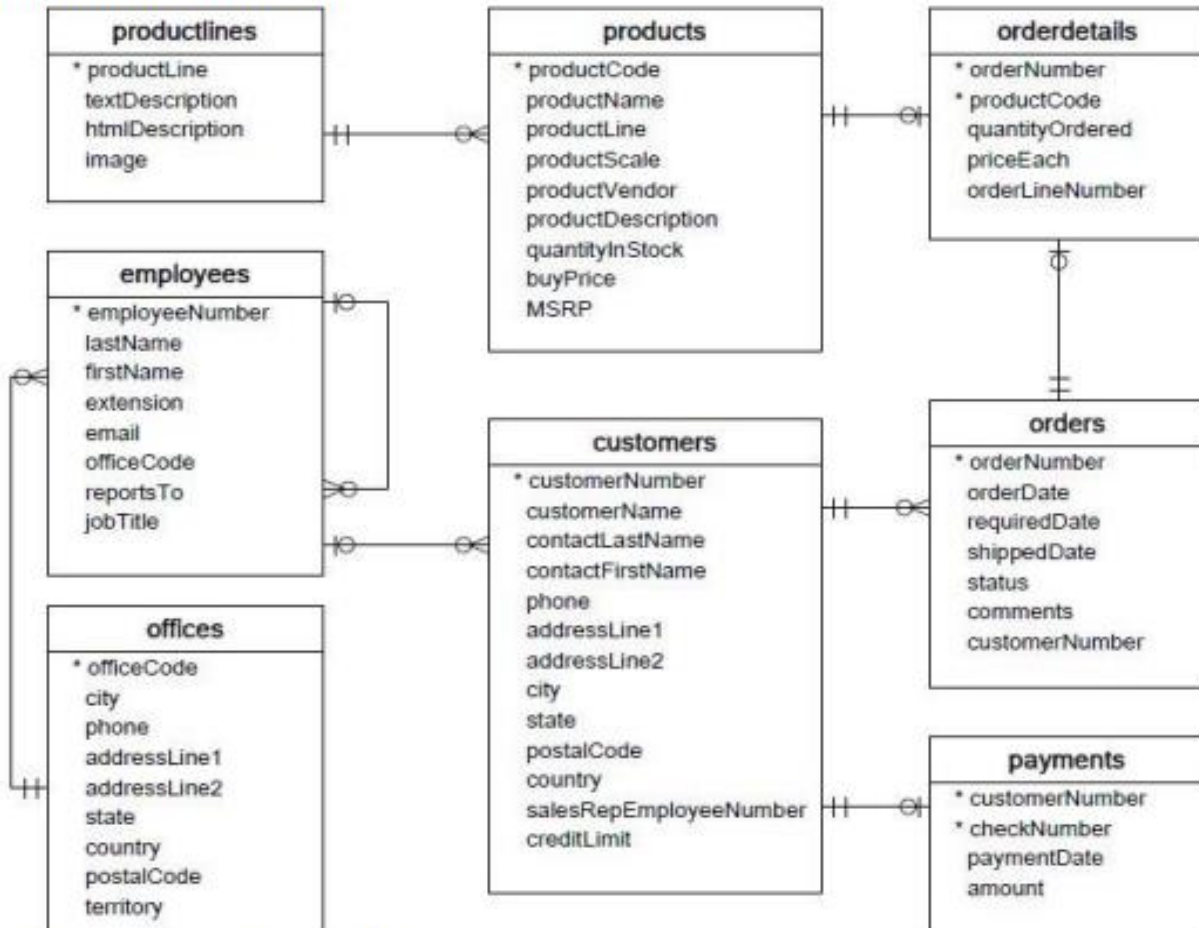 productlines
* productLine
textDescription
htmlDescription
image
products
* productCode
productName
productLine
productScale
productVendor
productDescription
quantityInStock
buyPrice
MSRP
orderdetails
* orderNumber
* productCode
quantityOrdered
priceEach
orderLineNumber
employees
* employeeNumber
lastName
firstName
extension
email
officeCode
reportsTo
jobTitle
customers
* customerNumber
customerName
contactLastName
contactFirstName
phone
addressLine1
addressLine2
city
state
postalCode
country
salesRepEmployeeNumber
creditLimit
orders
* orderNumber
orderDate
requiredDate
shippedDate
status
comments
customerNumber
offices
* officeCode
city
phone
addressLine1
addressLine2
state
country
postalCode
territory
payments
* customerNumber
* checkNumber
paymentDate
amount